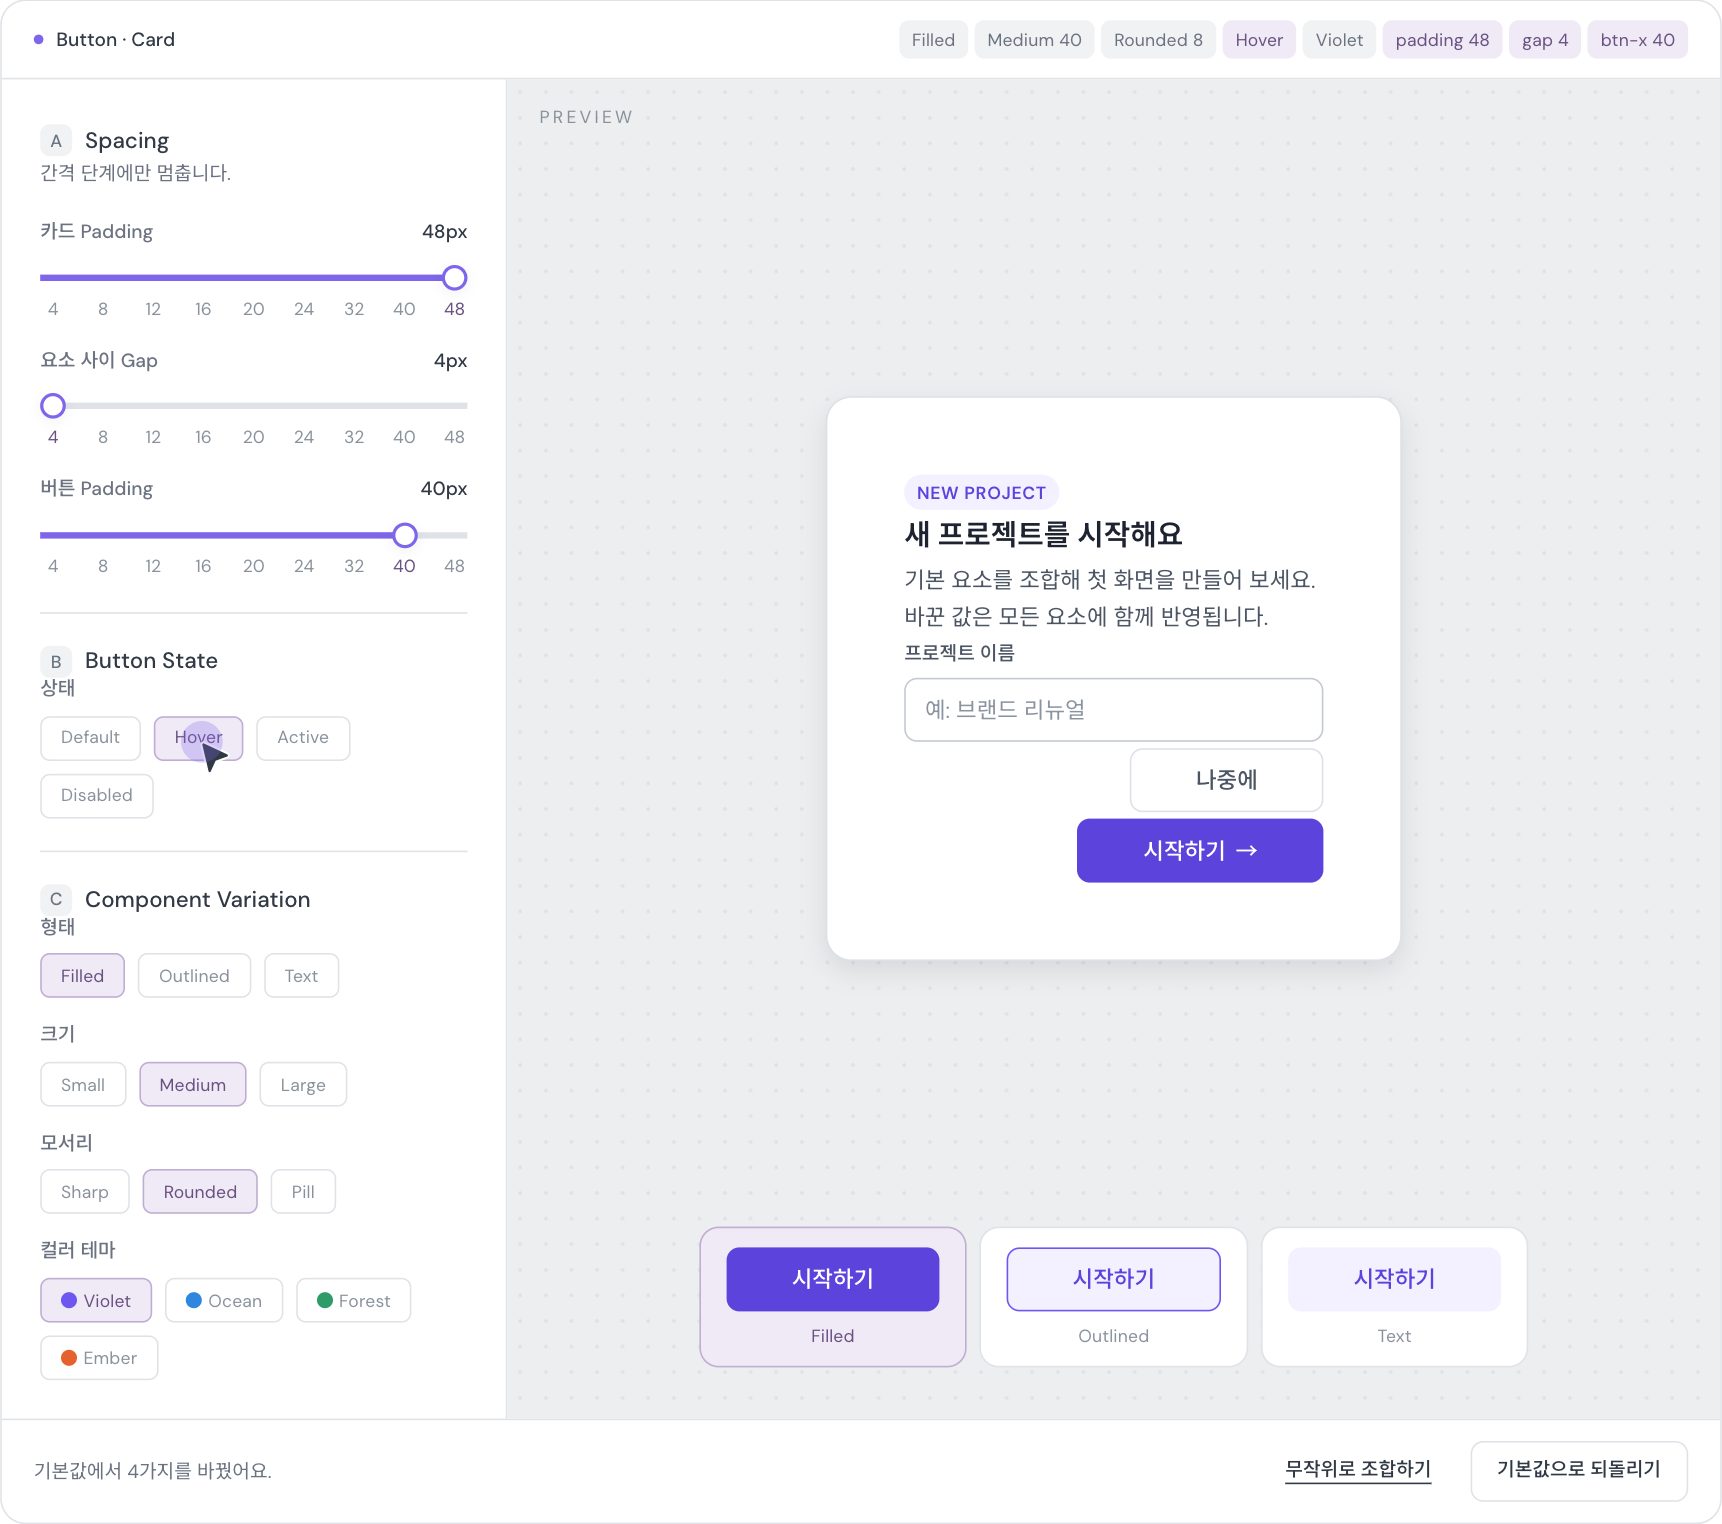 Button · Card
Filled
Medium 40
Rounded 8
Hover
Violet
padding 48
gap 4
btn-x 40
A
Spacing
간격 단계에만 멈춥니다.
카드 Padding
48px
4 8 12 16 20 24 32 40 48
요소 사이 Gap
4px
4 8 12 16 20 24 32 40 48
버튼 Padding
40px
4 8 12 16 20 24 32 40 48
B
Button State
상태
Default
Hover
Active
Disabled
C
Component Variation
형태
Filled
Outlined
Text
크기
Small
Medium
Large
모서리
Sharp
Rounded
Pill
컬러 테마
Violet
Ocean
Forest
Ember
PREVIEW
NEW PROJECT
새 프로젝트를 시작해요
기본 요소를 조합해 첫 화면을 만들어 보세요.
바꾼 값은 모든 요소에 함께 반영됩니다.
프로젝트 이름
예: 브랜드 리뉴얼
나중에
시작하기 →
시작하기
Filled
시작하기
Outlined
시작하기
Text
기본값에서 4가지를 바꿨어요.
무작위로 조합하기
기본값으로 되돌리기